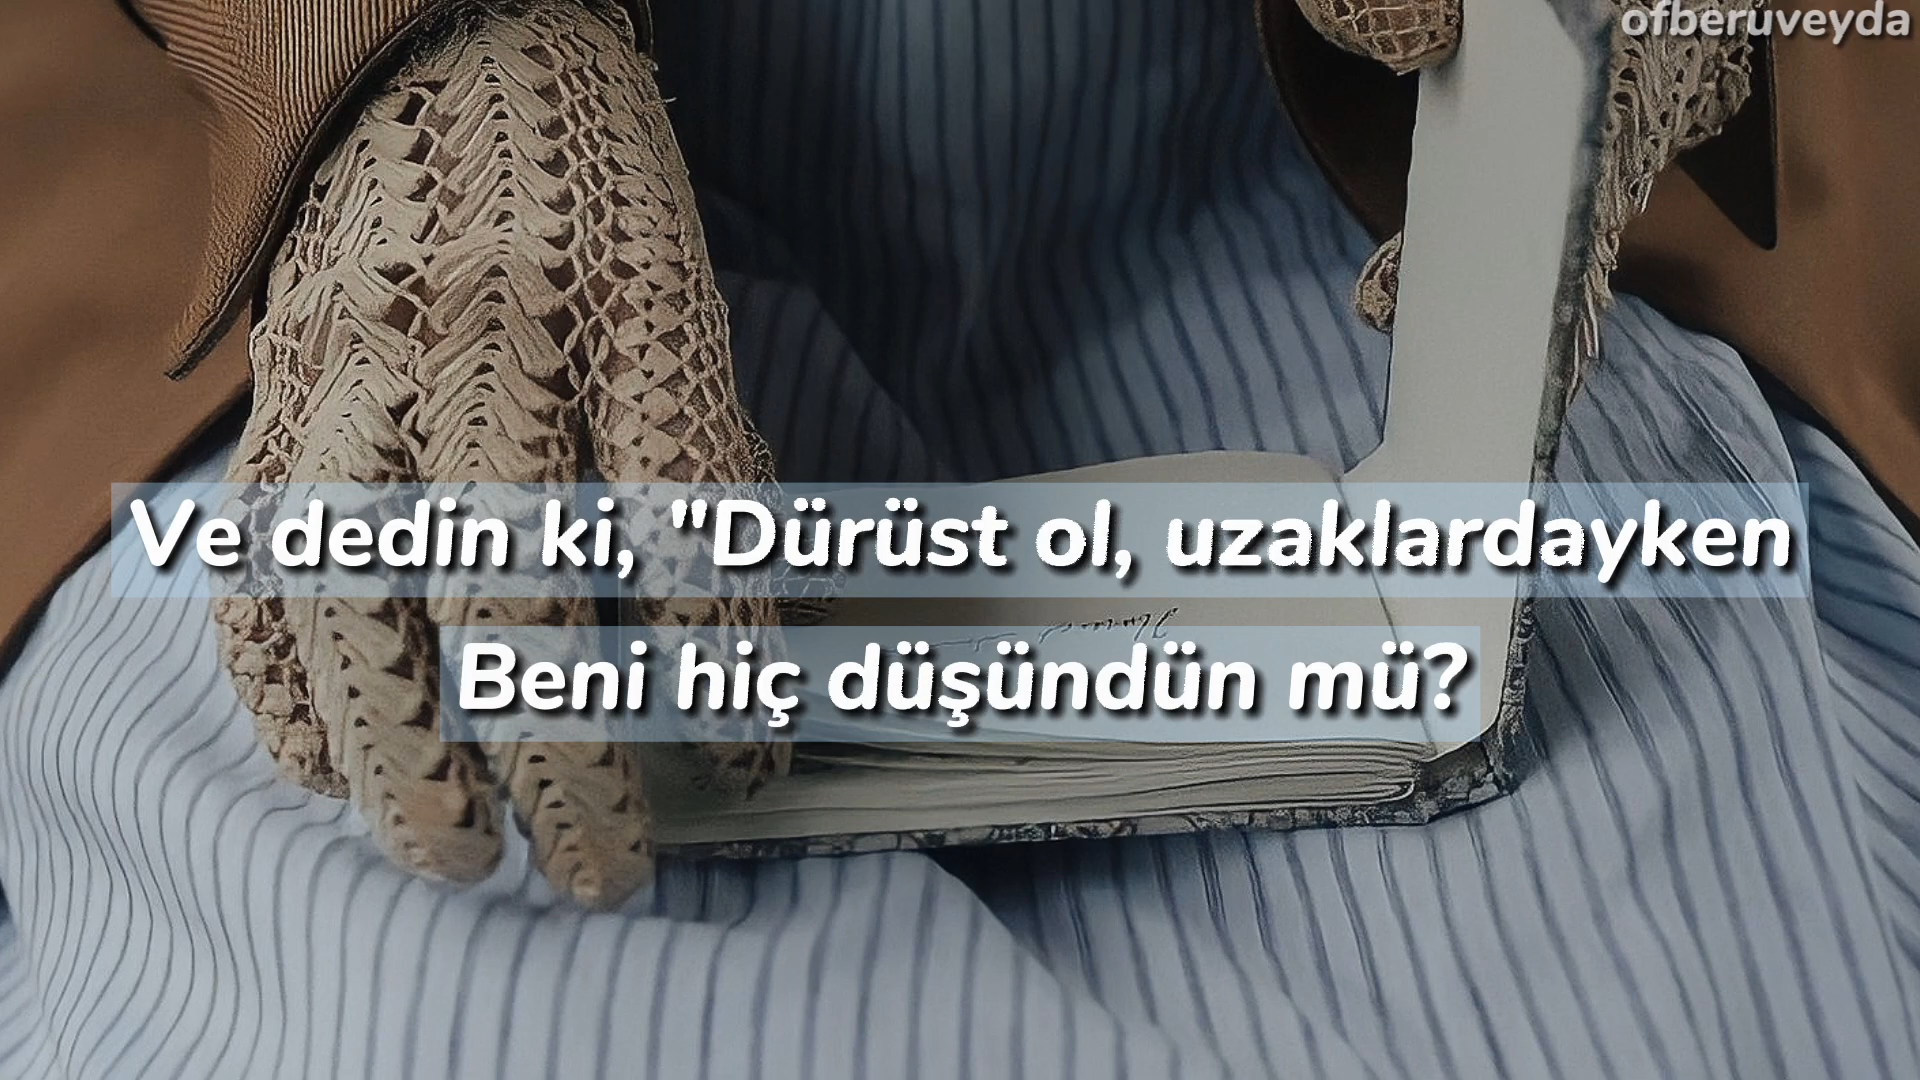 ofberuveyda
Ve dedin ki, "Dürüst ol, uzaklardayken
Beni hiç düşündün mü?